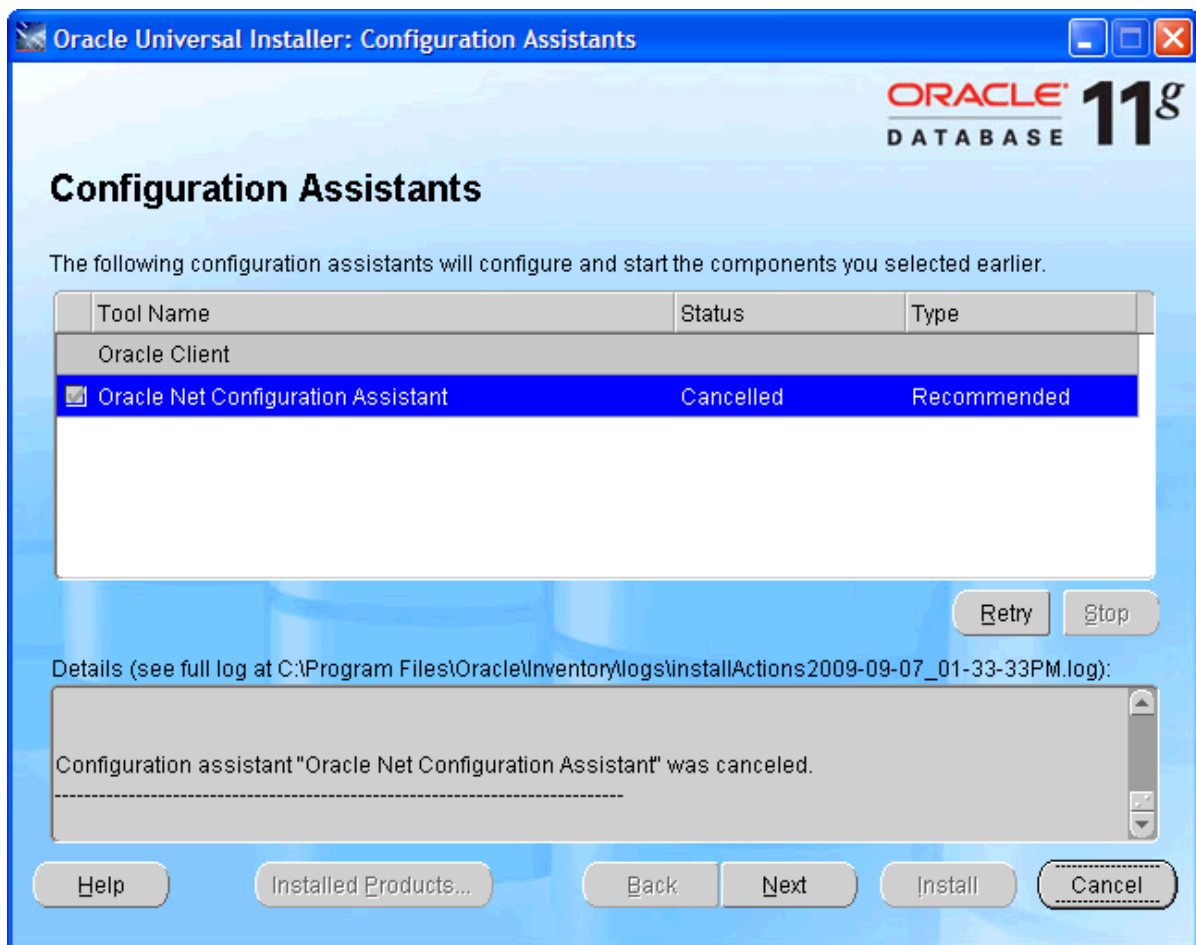 Oracle Universal Installer: Configuration Assistants
ORACLE 11g
DATABASE
Configuration Assistants
The following configuration assistants will configure and start the components you selected earlier.
Tool Name Status Type
Oracle Client
Oracle Net Configuration Assistant Cancelled Recommended
Retry Stop
Details (see full log at C:\Program Files\Oracle\Inventory\logs\installActions2009-09-07_01-33-33PM.log):
Configuration assistant "Oracle Net Configuration Assistant" was canceled.
-----------------------------------------------------------------------------
Help Installed Products... Back Next Install Cancel